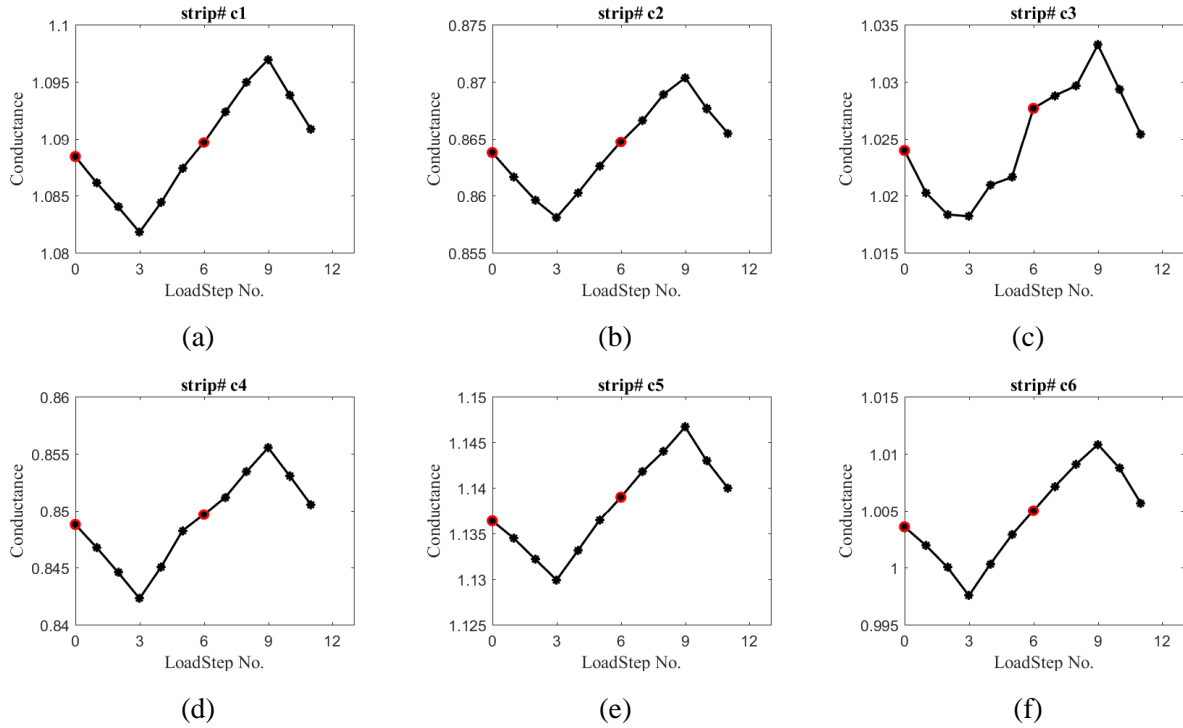 strip# c1
1.1
1.095
1.09
1.085
1.08
Conductance
0 3 6 9 12
LoadStep No.
(a)
strip# c2
0.875
0.87
0.865
0.86
0.855
Conductance
0 3 6 9 12
LoadStep No.
(b)
strip# c3
1.035
1.03
1.025
1.02
1.015
Conductance
0 3 6 9 12
LoadStep No.
(c)
strip# c4
0.86
0.855
0.85
0.845
0.84
Conductance
0 3 6 9 12
LoadStep No.
(d)
strip# c5
1.15
1.145
1.14
1.135
1.13
1.125
Conductance
0 3 6 9 12
LoadStep No.
(e)
strip# c6
1.015
1.01
1.005
1
0.995
Conductance
0 3 6 9 12
LoadStep No.
(f)